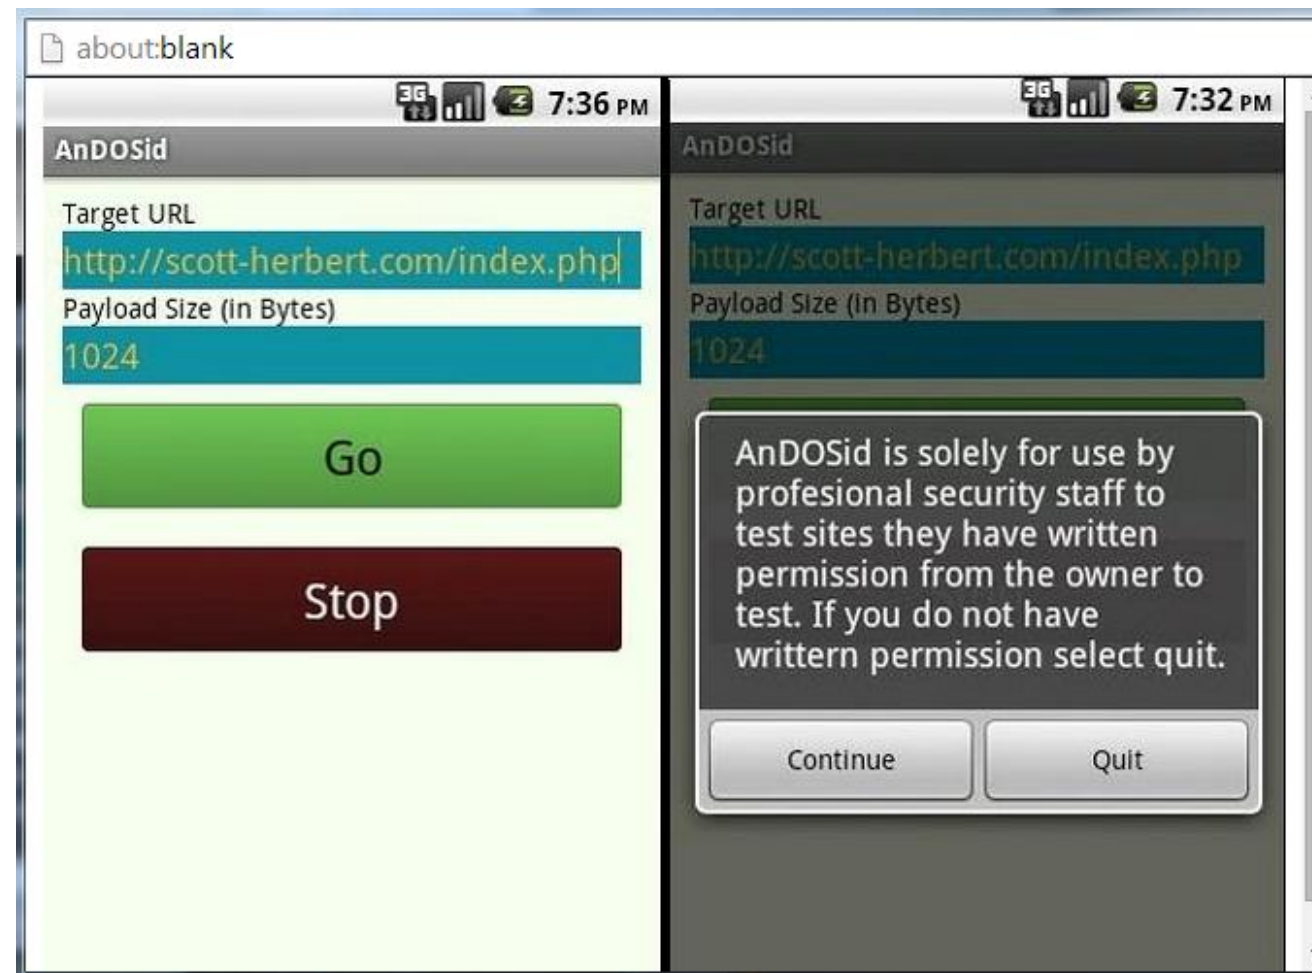 about:blank
3G 7:36 PM
AnDOSid
Target URL
http://scott-herbert.com/index.php
Payload Size (in Bytes)
1024
Go
Stop
3G 7:32 PM
AnDOSid
Target URL
http://scott-herbert.com/index.php
Payload Size (in Bytes)
1024
AnDOSid is solely for use by
profesional security staff to
test sites they have written
permission from the owner to
test. If you do not have
writtern permission select quit.
Continue
Quit